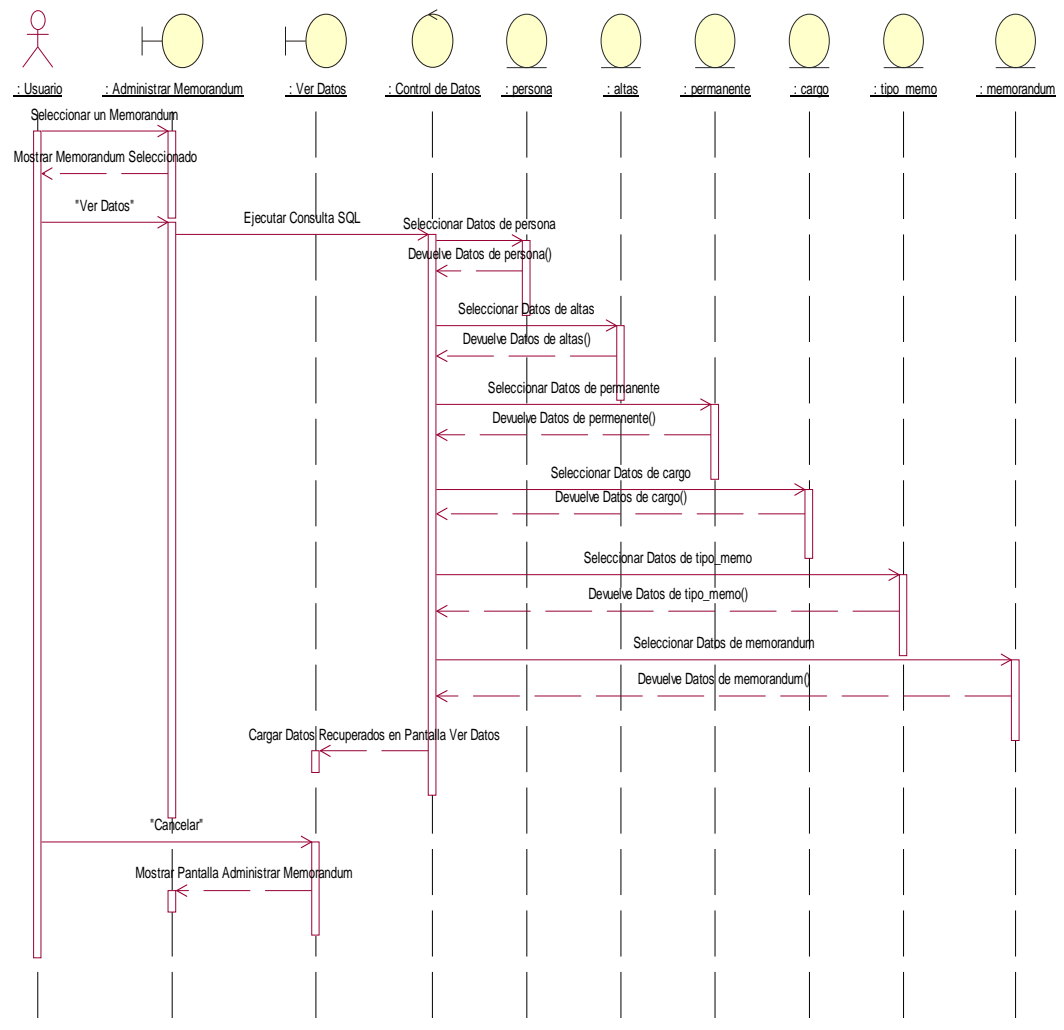 : Usuario
: Administrar Memorandum
: Ver Datos
: Control de Datos
: persona
: altas
: permanente
: cargo
: tipo_memo
: memorandum
Seleccionar un Memorandum
Mostrar Memorandum Seleccionado
"Ver Datos"
Ejecutar Consulta SQL
Seleccionar Datos de persona
Devuelve Datos de persona()
Seleccionar Datos de altas
Devuelve Datos de altas()
Seleccionar Datos de permanente
Devuelve Datos de permenente()
Seleccionar Datos de cargo
Devuelve Datos de cargo()
Seleccionar Datos de tipo_memo
Devuelve Datos de tipo_memo()
Seleccionar Datos de memorandum
Devuelve Datos de memorandum()
Cargar Datos Recuperados en Pantalla Ver Datos
"Cancelar"
Mostrar Pantalla Administrar Memorandum